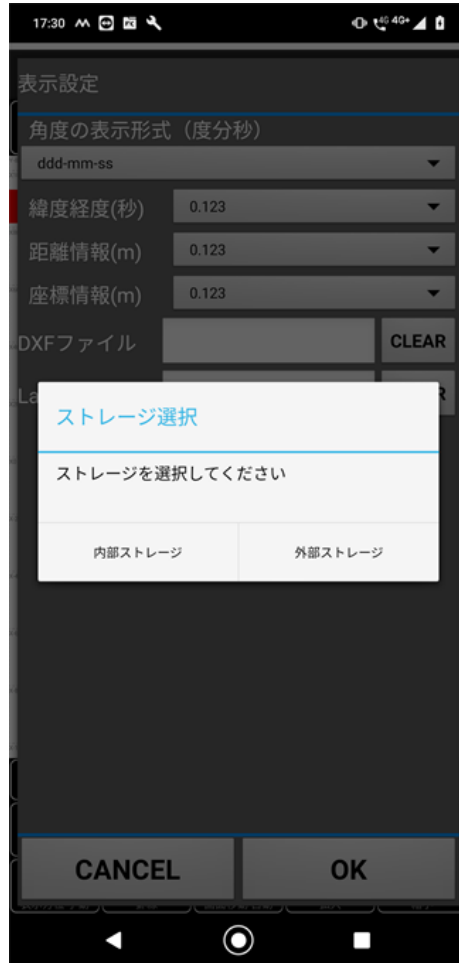 17:30
4G 4G+
表示設定
角度の表示形式（度分秒）
ddd-mm-ss
緯度経度(秒) 0.123
距離情報(m) 0.123
座標情報(m) 0.123
DXFファイル CLEAR
La R
ストレージ選択
ストレージを選択してください
内部ストレージ 外部ストレージ
CANCEL OK